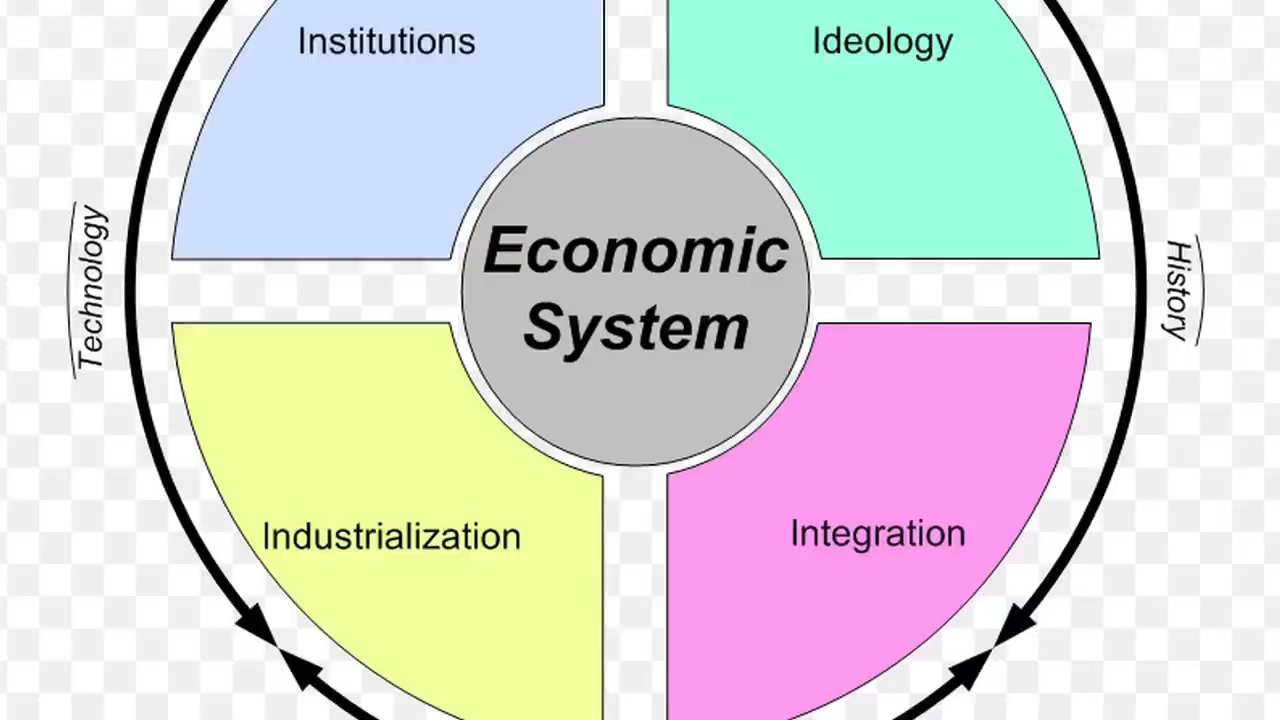 Institutions
Ideology
Technology
Economic
System
History
Industrialization
Integration